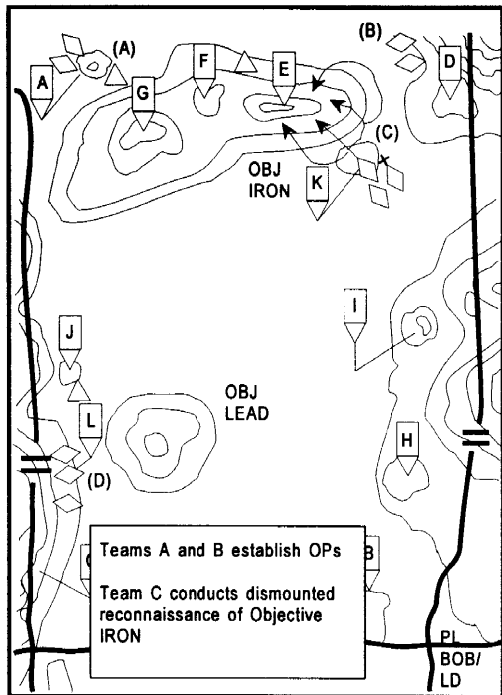 (A)
(B)
A
F
E
D
G
(C)
OBJ
IRON
K
I
J
OBJ
LEAD
L
H
(D)
Teams A and B establish OPs
Team C conducts dismounted
reconnaissance of Objective
IRON
B
PL
BOB/
LD